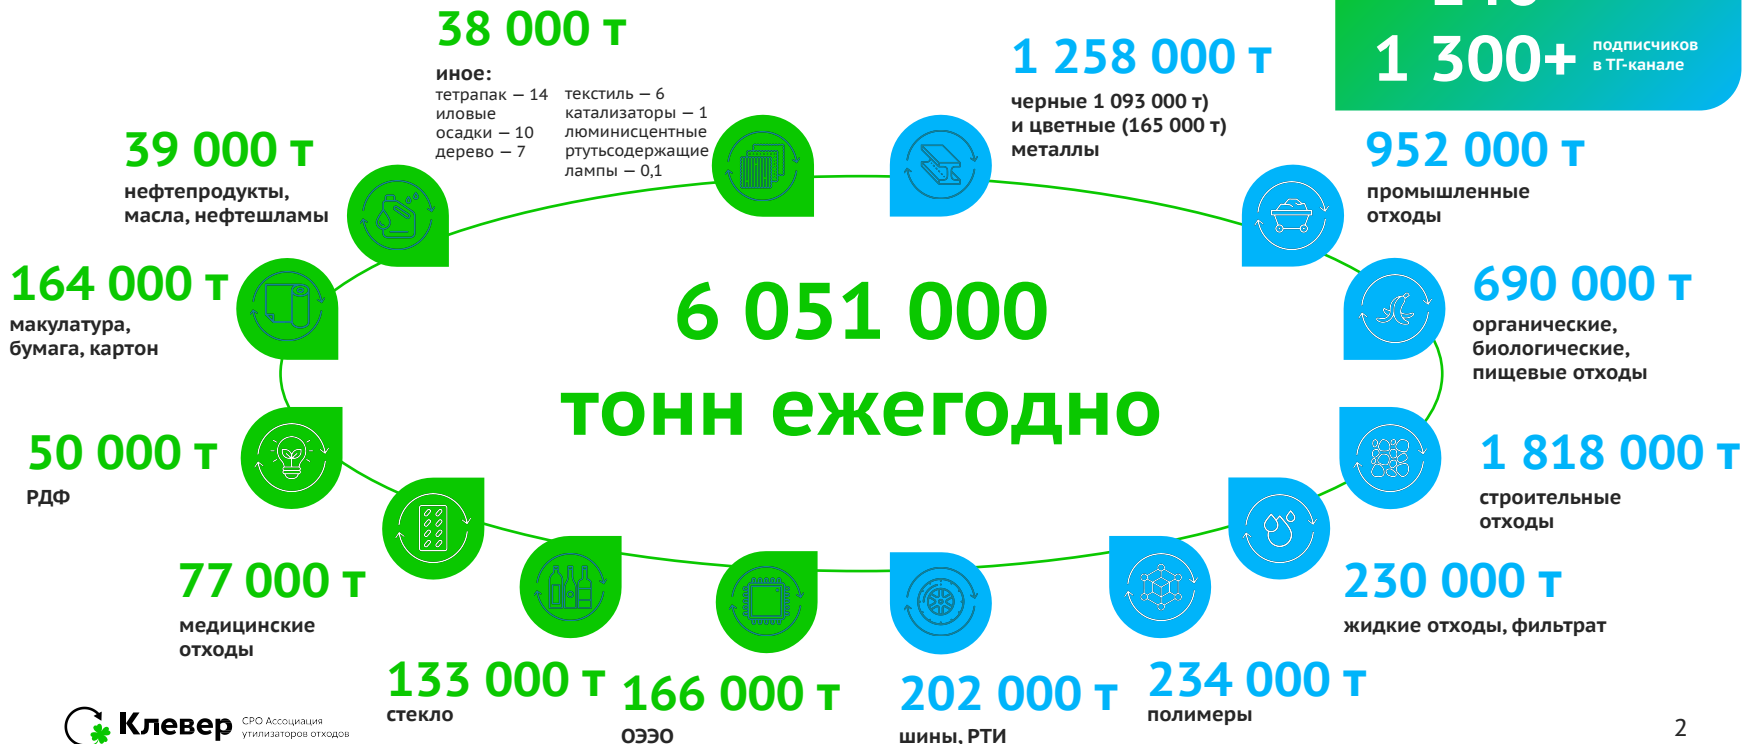 38 000 т
иное:
тетрапак — 14
иловые
осадки — 10
дерево — 7
текстиль — 6
катализаторы — 1
люминисцентные
ртутьсодержащие
лампы — 0,1
1 258 000 т
черные 1 093 000 т)
и цветные (165 000 т)
металлы
1 300+
подписчиков
в ТГ-канале
39 000 т
нефтепродукты,
масла, нефтешламы
952 000 т
промышленные
отходы
164 000 т
макулатура,
бумага, картон
6 051 000
тонн ежегодно
690 000 т
органические,
биологические,
пищевые отходы
50 000 т
РДФ
1 818 000 т
строительные
отходы
77 000 т
медицинские
отходы
230 000 т
жидкие отходы, фильтрат
133 000 т
стекло
166 000 т
ОЭЭО
202 000 т
шины, РТИ
234 000 т
полимеры
Клевер
СРО Ассоциация
утилизаторов отходов
2